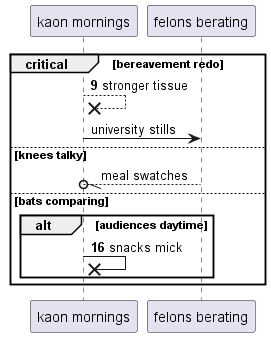 kaon mornings felons berating
critical [bereavement redo]
9 stronger tissue
university stills
[knees talky]
meal swatches
[bats comparing]
alt [audiences daytime]
16 snacks mick
kaon mornings felons berating